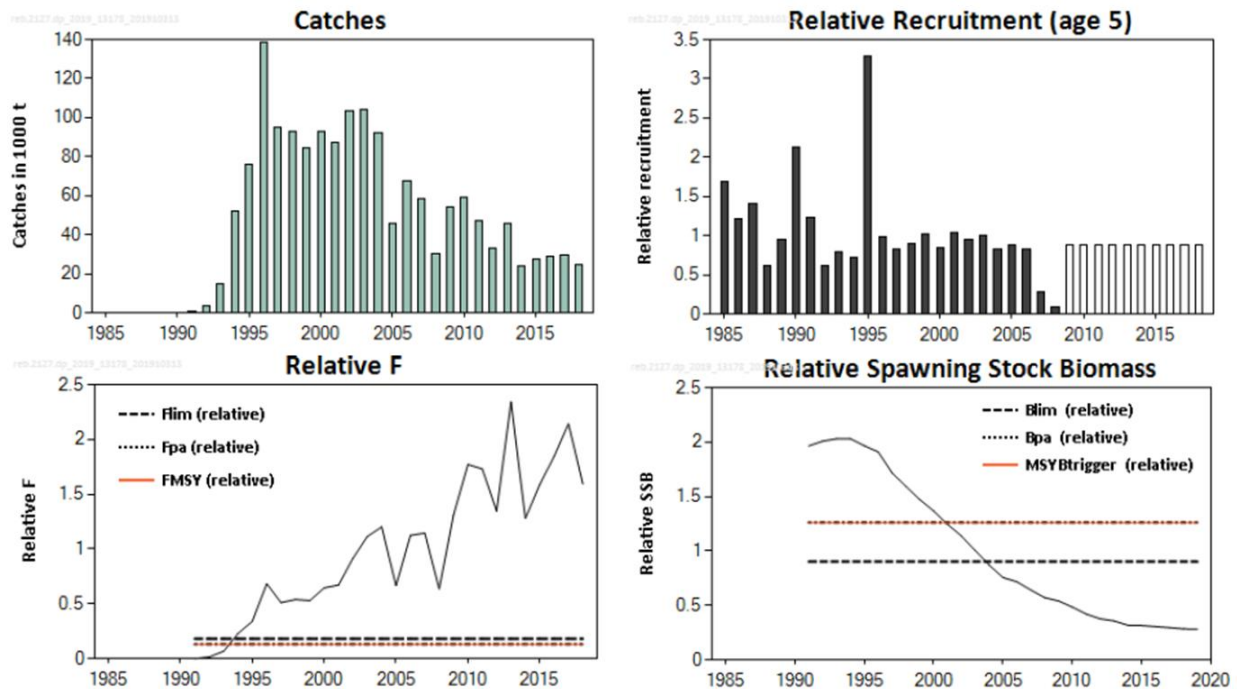 Catches
140
120
100
80
60
40
20
0
Catches in 1000 t
1985 1990 1995 2000 2005 2010 2015
Relative Recruitment (age 5)
3.5
3
2.5
2
1.5
1
0.5
0
Relative recruitment
1985 1990 1995 2000 2005 2010 2015
Relative F
2.5
2
1.5
1
0.5
0
Relative F
Flim (relative)
Fpa (relative)
FMSY (relative)
1985 1990 1995 2000 2005 2010 2015
Relative Spawning Stock Biomass
2.5
2
1.5
1
0.5
0
Relative SSB
Blim (relative)
Bpa (relative)
MSYBtrigger (relative)
1985 1990 1995 2000 2005 2010 2015 2020